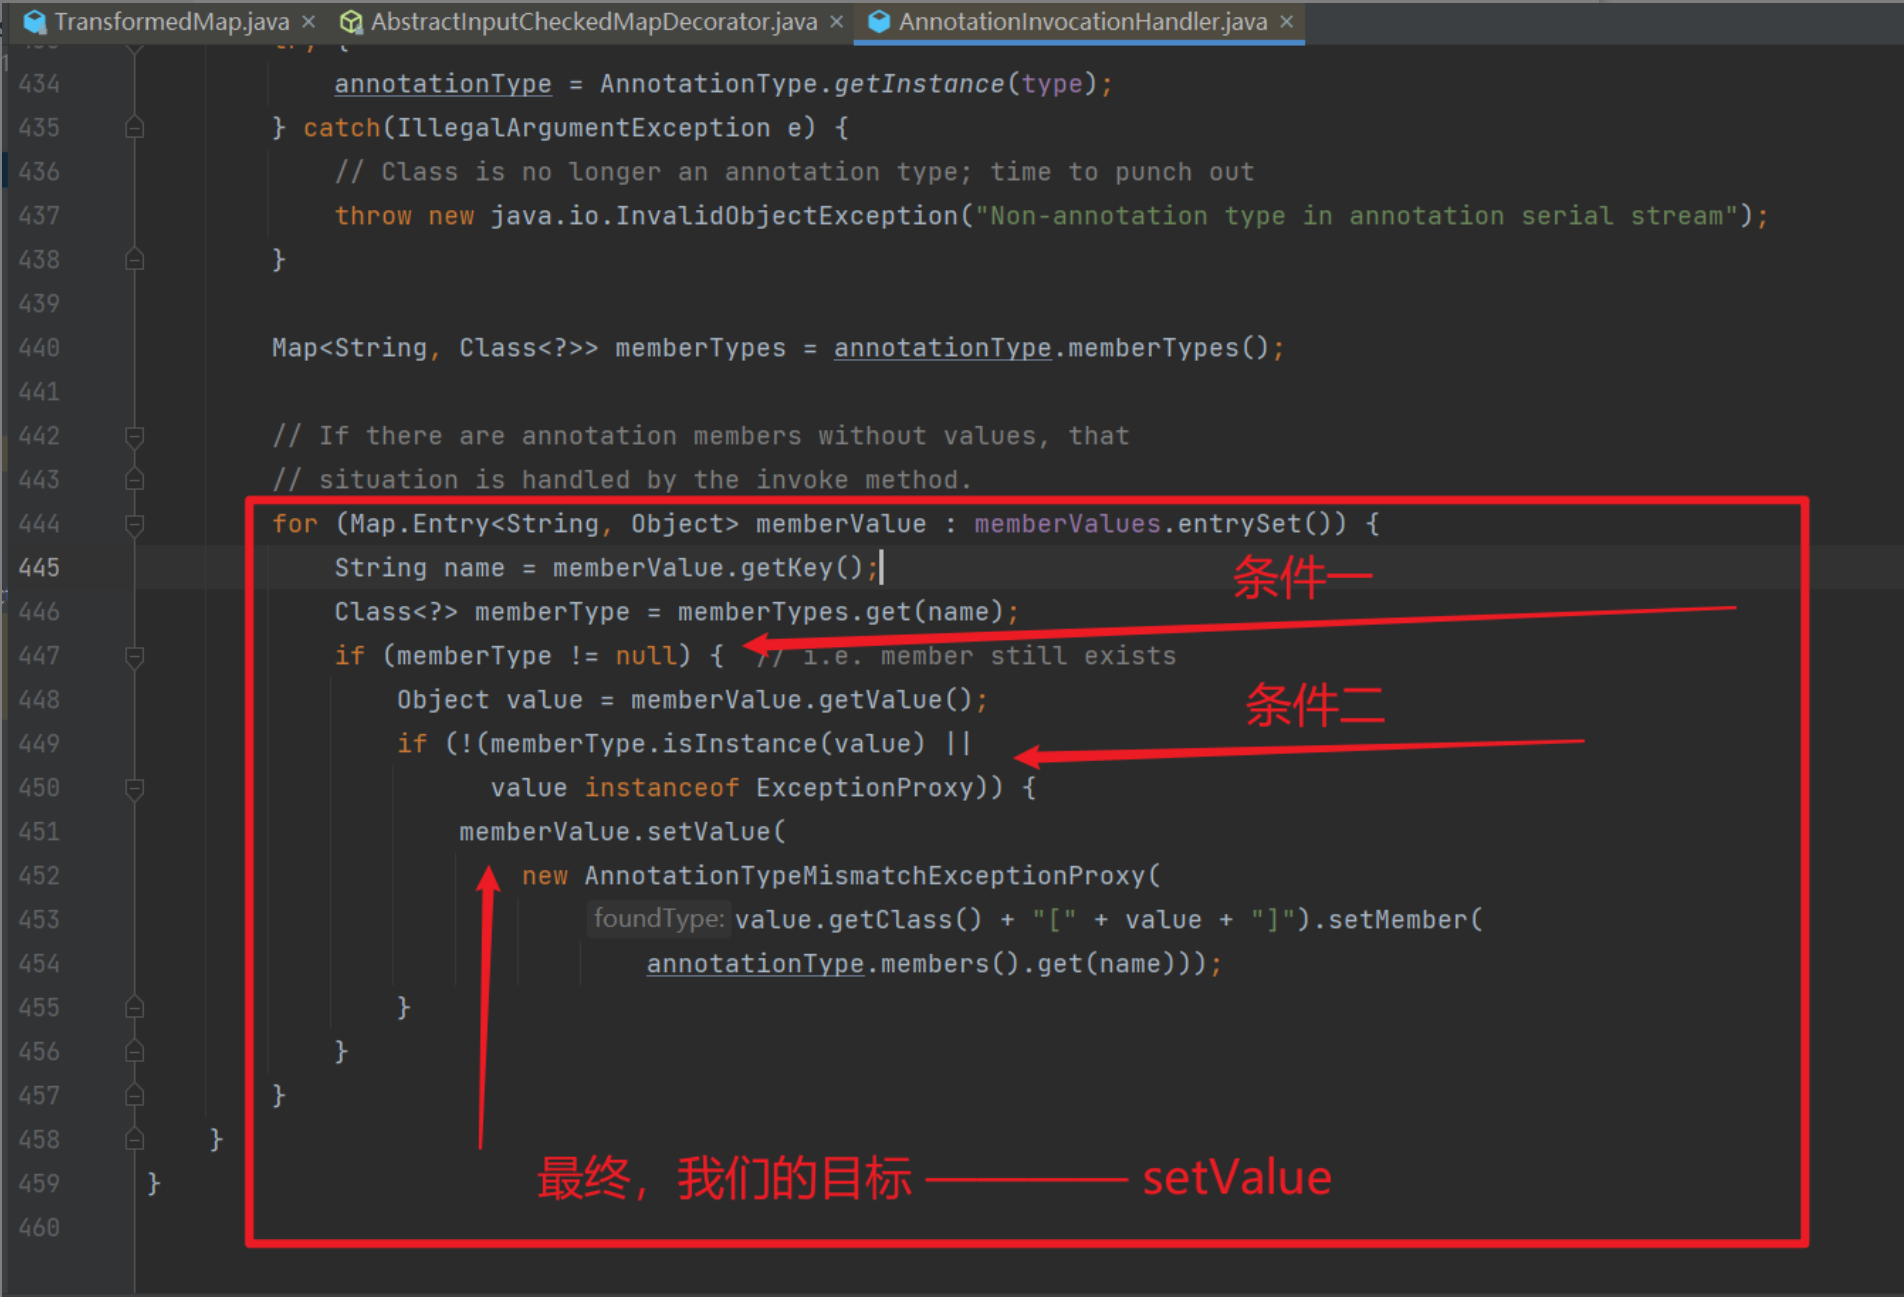 TransformedMap.java × AbstractInputCheckedMapDecorator.java × AnnotationInvocationHandler.java ×
434 annotationType = AnnotationType.getInstance(type);
435 } catch(IllegalArgumentException e) {
436 // Class is no longer an annotation type; time to punch out
437 throw new java.io.InvalidObjectException("Non-annotation type in annotation serial stream");
438 }
439
440 Map<String, Class<?>> memberTypes = annotationType.memberTypes();
441
442 // If there are annotation members without values, that
443 // situation is handled by the invoke method.
444 for (Map.Entry<String, Object> memberValue : memberValues.entrySet()) {
445 String name = memberValue.getKey();
条件一
446 Class<?> memberType = memberTypes.get(name);
447 if (memberType != null) { // i.e. member still exists
448 Object value = memberValue.getValue();
条件二
449 if (!(memberType.isInstance(value) ||
450 value instanceof ExceptionProxy)) {
451 memberValue.setValue(
452 new AnnotationTypeMismatchExceptionProxy(
453 foundType: value.getClass() + "[" + value + "]").setMember(
454 annotationType.members().get(name)));
455 }
456 }
457 }
458 }
最终，我们的目标 ———— setValue
459 }
460